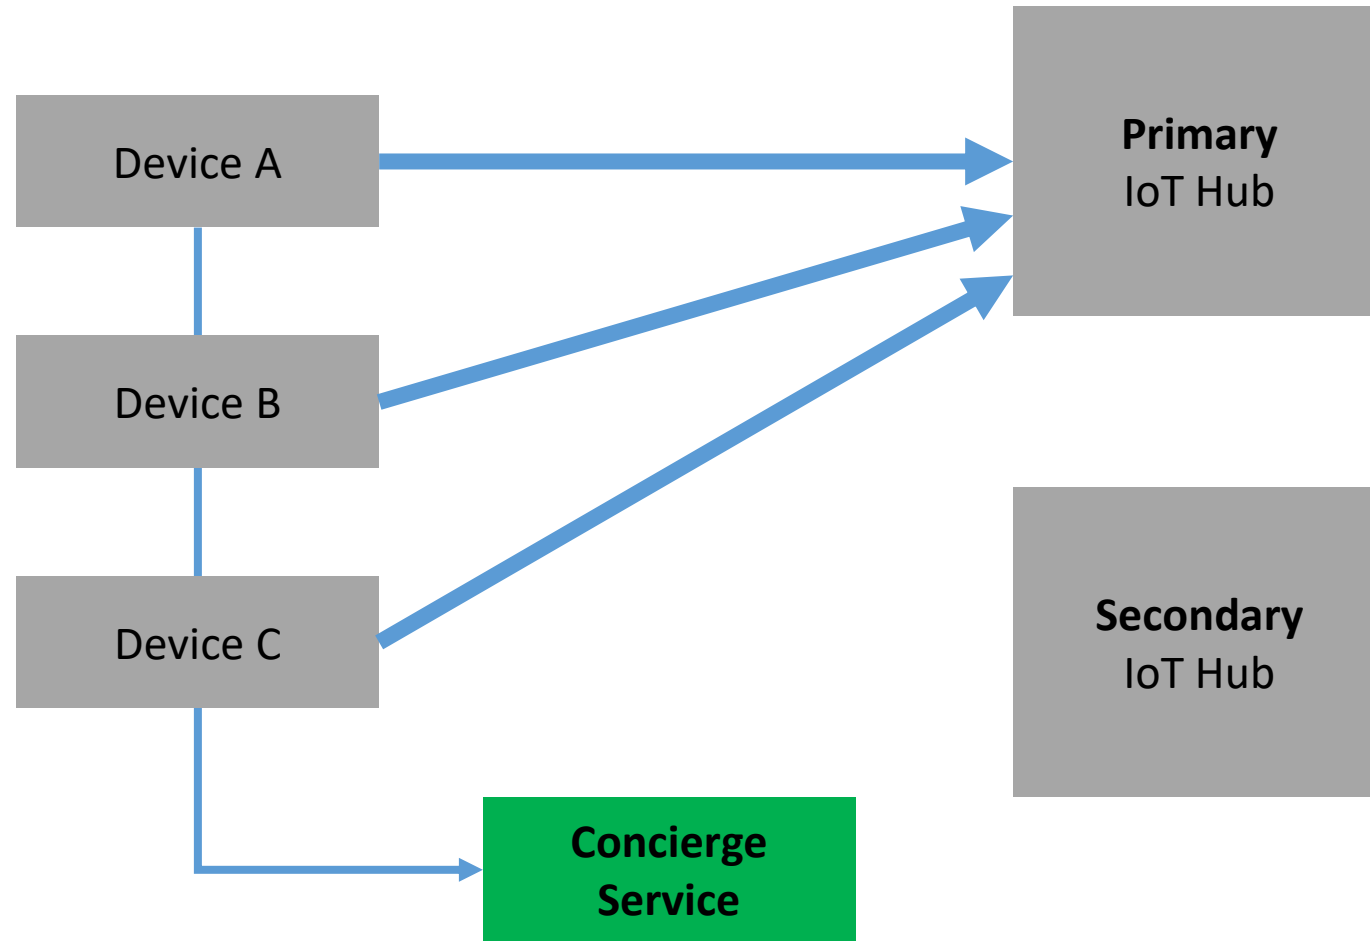 Device A
Primary
IoT Hub
Device B
Device C
Secondary
IoT Hub
Concierge
Service